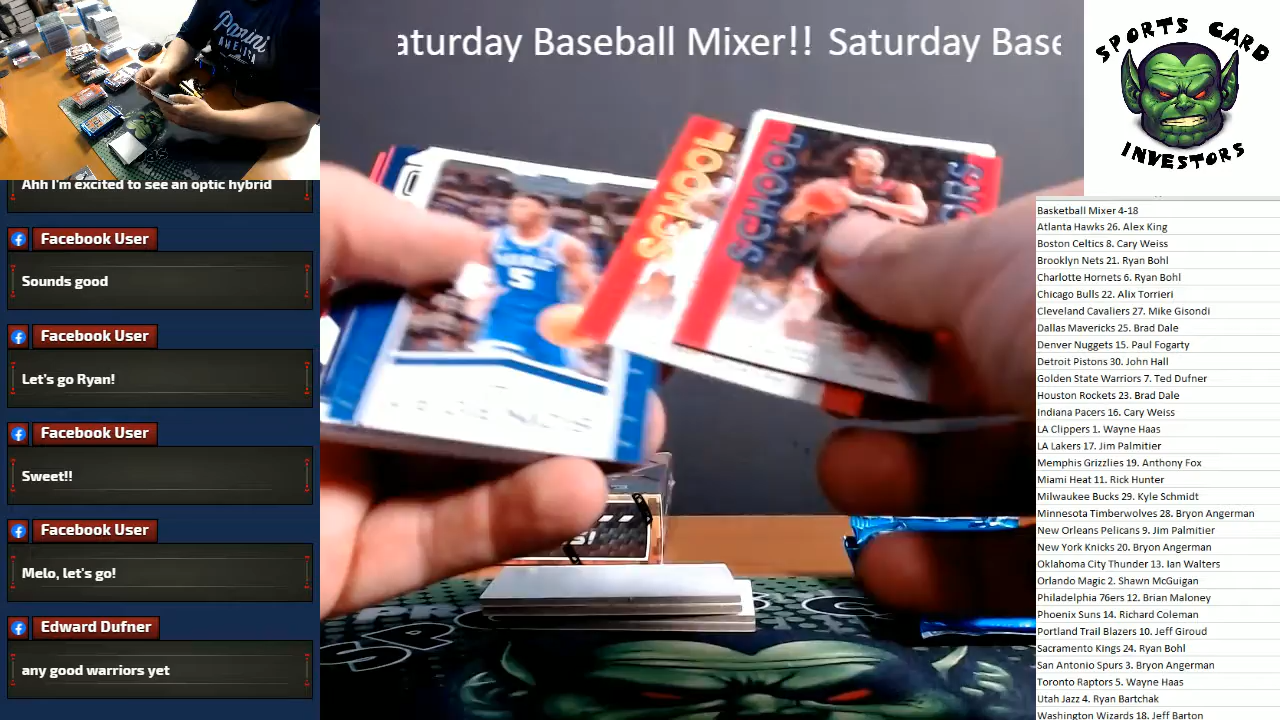 aturday Baseball Mixer!! Saturday Base
SPORTS CARD
INVESTORS
Panini
AMERICA
Ahh I'm excited to see an optic hybrid
Facebook User
Sounds good
Facebook User
Let's go Ryan!
Facebook User
Sweet!!
Facebook User
Melo, let's go!
Edward Dufner
any good warriors yet
SCHOOL
SCHOOL
ORS
5
Basketball Mixer 4-18
Atlanta Hawks 26. Alex King
Boston Celtics 8. Cary Weiss
Brooklyn Nets 21. Ryan Bohl
Charlotte Hornets 6. Ryan Bohl
Chicago Bulls 22. Alix Torrieri
Cleveland Cavaliers 27. Mike Gisondi
Dallas Mavericks 25. Brad Dale
Denver Nuggets 15. Paul Fogarty
Detroit Pistons 30. John Hall
Golden State Warriors 7. Ted Dufner
Houston Rockets 23. Brad Dale
Indiana Pacers 16. Cary Weiss
LA Clippers 1. Wayne Haas
LA Lakers 17. Jim Palmitier
Memphis Grizzlies 19. Anthony Fox
Miami Heat 11. Rick Hunter
Milwaukee Bucks 29. Kyle Schmidt
Minnesota Timberwolves 28. Bryon Angerman
New Orleans Pelicans 9. Jim Palmitier
New York Knicks 20. Bryon Angerman
Oklahoma City Thunder 13. Ian Walters
Orlando Magic 2. Shawn McGuigan
Philadelphia 76ers 12. Brian Maloney
Phoenix Suns 14. Richard Coleman
Portland Trail Blazers 10. Jeff Giroud
Sacramento Kings 24. Ryan Bohl
San Antonio Spurs 3. Bryon Angerman
Toronto Raptors 5. Wayne Haas
Utah Jazz 4. Ryan Bartchak
Washington Wizards 18. Jeff Barton